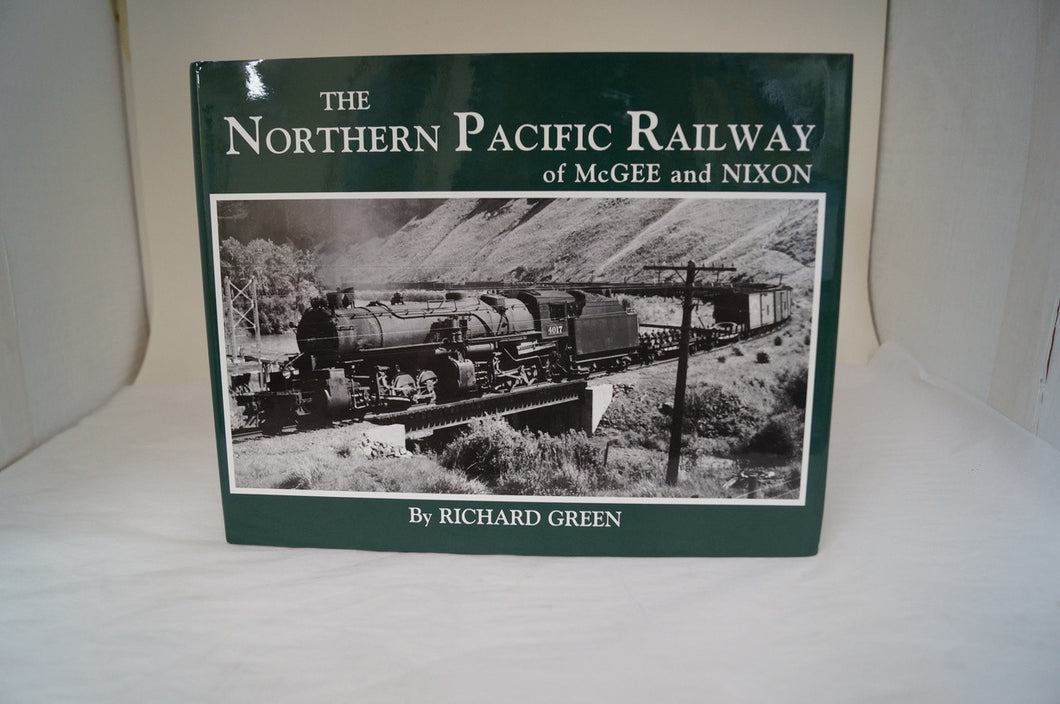 THE
NORTHERN PACIFIC RAILWAY
of McGEE and NIXON
4017
By RICHARD GREEN